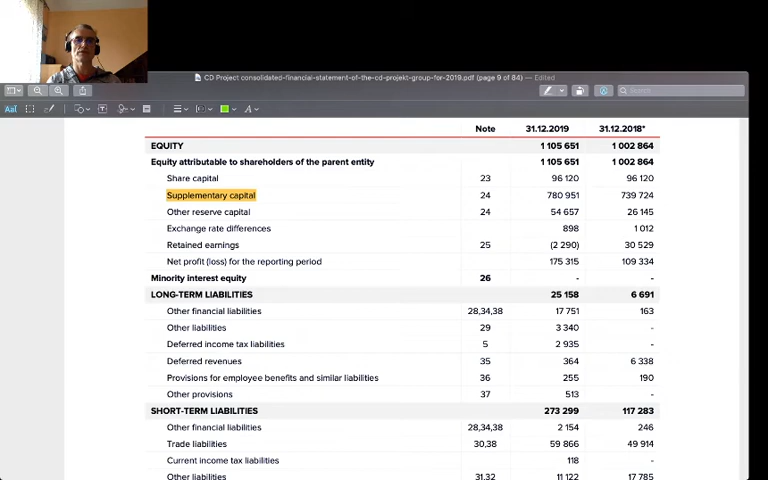 CD Project consolidated-financial-statement-of-the-cd-projekt-group-for-2019.pdf (page 9 of 84) — Edited
Search
Note 31.12.2019 31.12.2018*
EQUITY 1 105 651 1 002 864
Equity attributable to shareholders of the parent entity 1 105 651 1 002 864
Share capital 23 96 120 96 120
Supplementary capital 24 780 951 739 724
Other reserve capital 24 54 657 26 145
Exchange rate differences 898 1 012
Retained earnings 25 (2 290) 30 529
Net profit (loss) for the reporting period 175 315 109 334
Minority interest equity 26 - -
LONG-TERM LIABILITIES 25 158 6 691
Other financial liabilities 28,34,38 17 751 163
Other liabilities 29 3 340 -
Deferred income tax liabilities 5 2 935 -
Deferred revenues 35 364 6 338
Provisions for employee benefits and similar liabilities 36 255 190
Other provisions 37 513 -
SHORT-TERM LIABILITIES 273 299 117 283
Other financial liabilities 28,34,38 2 154 246
Trade liabilities 30,38 59 866 49 914
Current income tax liabilities 118 -
Other liabilities 31,32 11 122 17 785